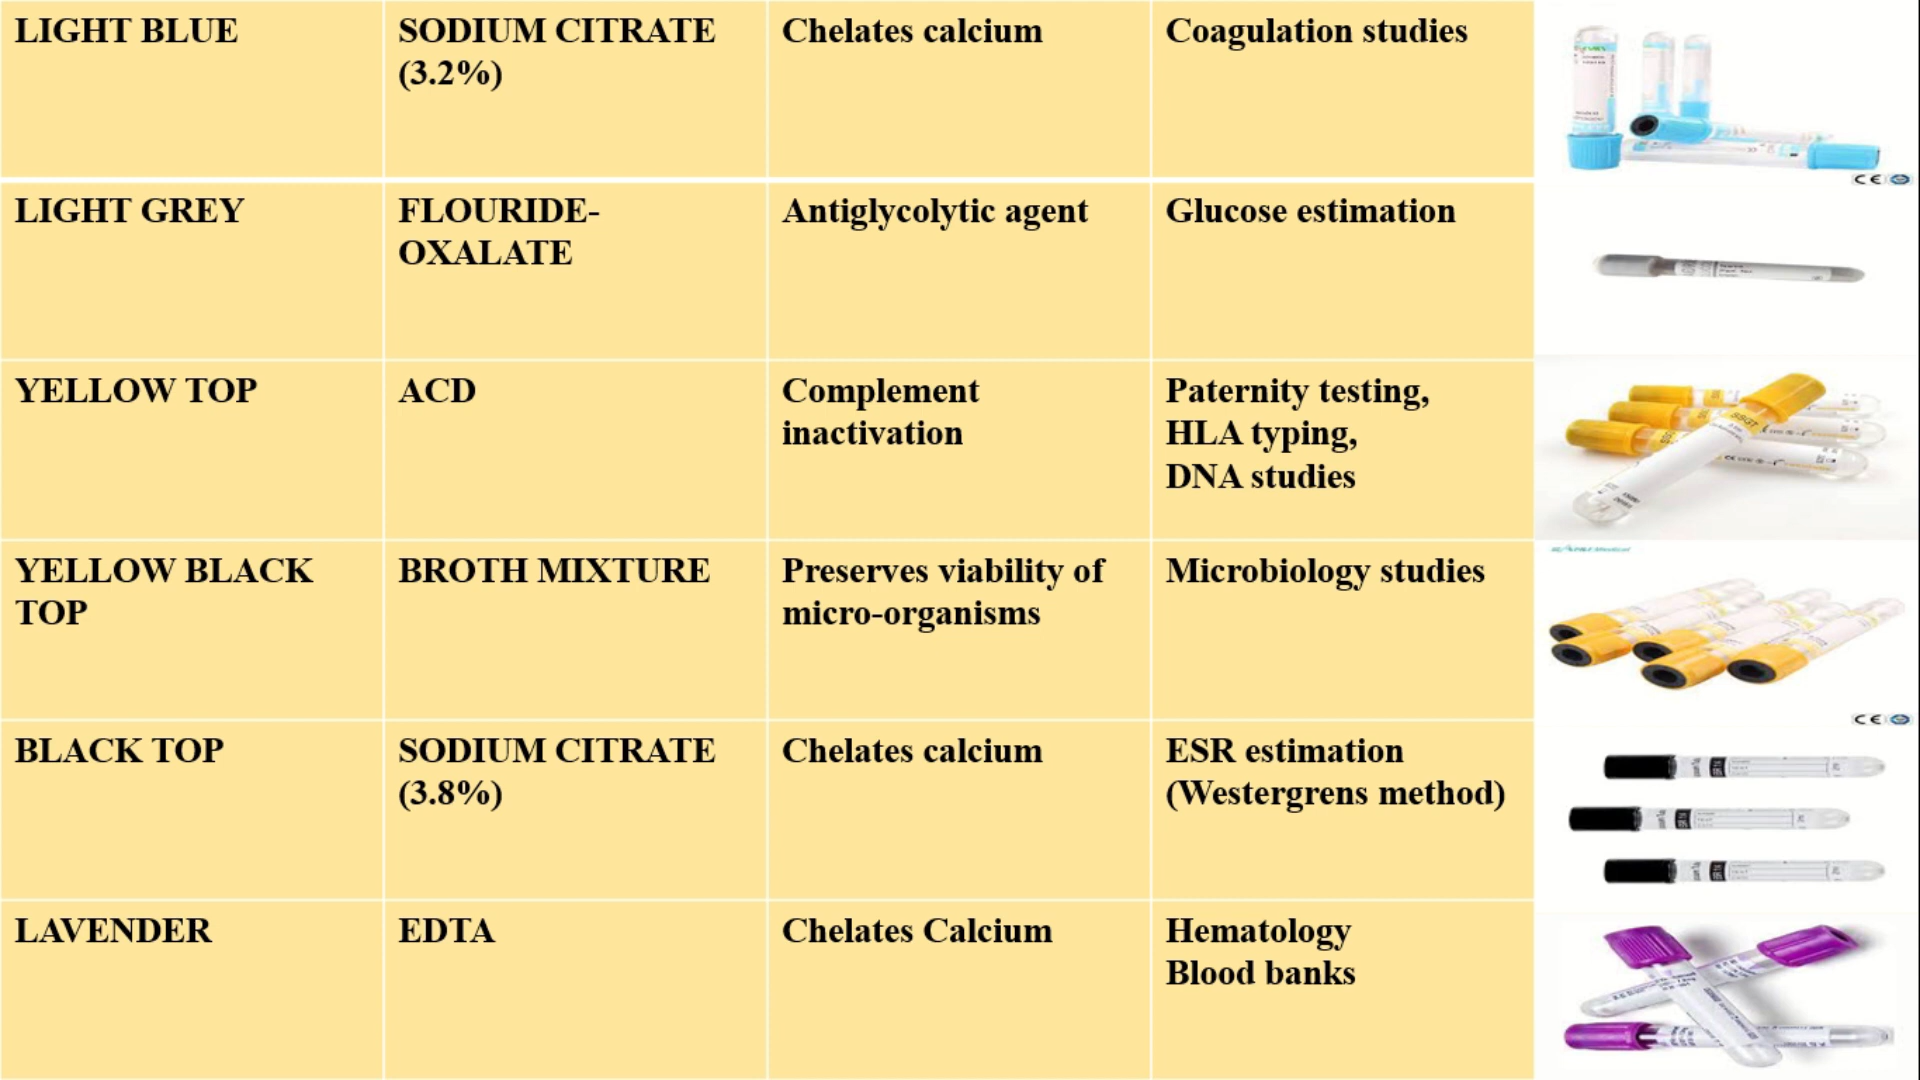 LIGHT BLUE
SODIUM CITRATE
(3.2%)
Chelates calcium
Coagulation studies
LIGHT GREY
FLOURIDE-
OXALATE
Antiglycolytic agent
Glucose estimation
YELLOW TOP
ACD
Complement
inactivation
Paternity testing,
HLA typing,
DNA studies
YELLOW BLACK
TOP
BROTH MIXTURE
Preserves viability of
micro-organisms
Microbiology studies
BLACK TOP
SODIUM CITRATE
(3.8%)
Chelates calcium
ESR estimation
(Westergrens method)
LAVENDER
EDTA
Chelates Calcium
Hematology
Blood banks